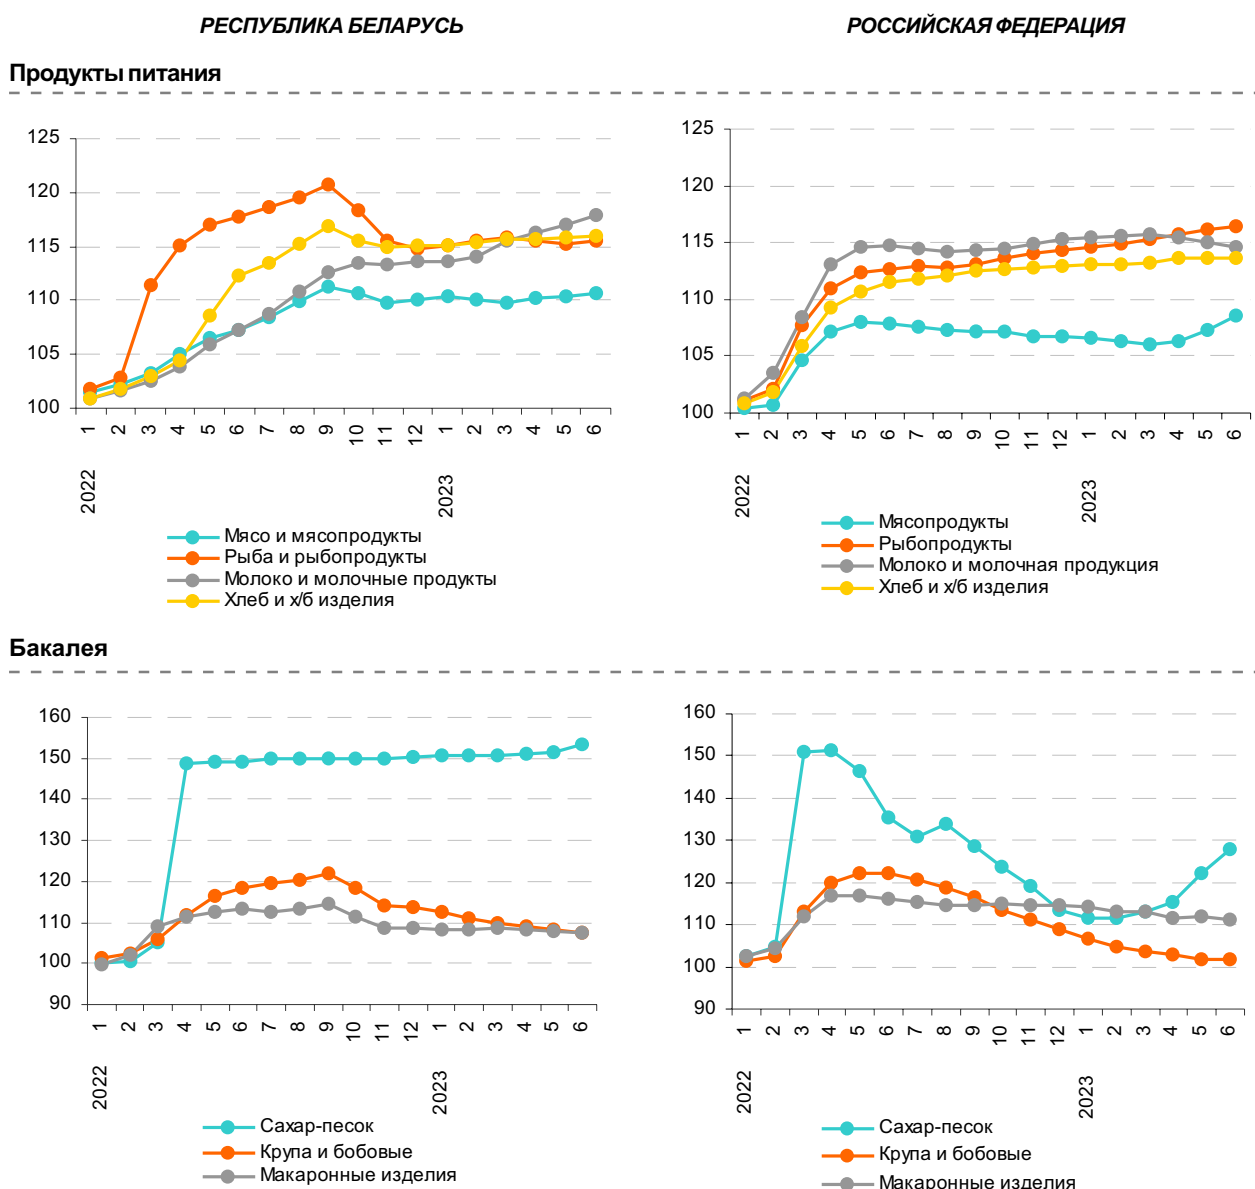 РЕСПУБЛИКА БЕЛАРУСЬ
РОССИЙСКАЯ ФЕДЕРАЦИЯ
Продукты питания
125
120
115
110
105
100
1 2 3 4 5 6 7 8 9 10 11 12 1 2 3 4 5 6
2022 2023
Мясо и мясопродукты
Рыба и рыбопродукты
Молоко и молочные продукты
Хлеб и х/б изделия
125
120
115
110
105
100
1 2 3 4 5 6 7 8 9 10 11 12 1 2 3 4 5 6
2022 2023
Мясопродукты
Рыбопродукты
Молоко и молочная продукция
Хлеб и х/б изделия
Бакалея
160
150
140
130
120
110
100
90
1 2 3 4 5 6 7 8 9 10 11 12 1 2 3 4 5 6
2022 2023
Сахар-песок
Крупа и бобовые
Макаронные изделия
160
150
140
130
120
110
100
90
1 2 3 4 5 6 7 8 9 10 11 12 1 2 3 4 5 6
2022 2023
Сахар-песок
Крупа и бобовые
Макаронные изделия